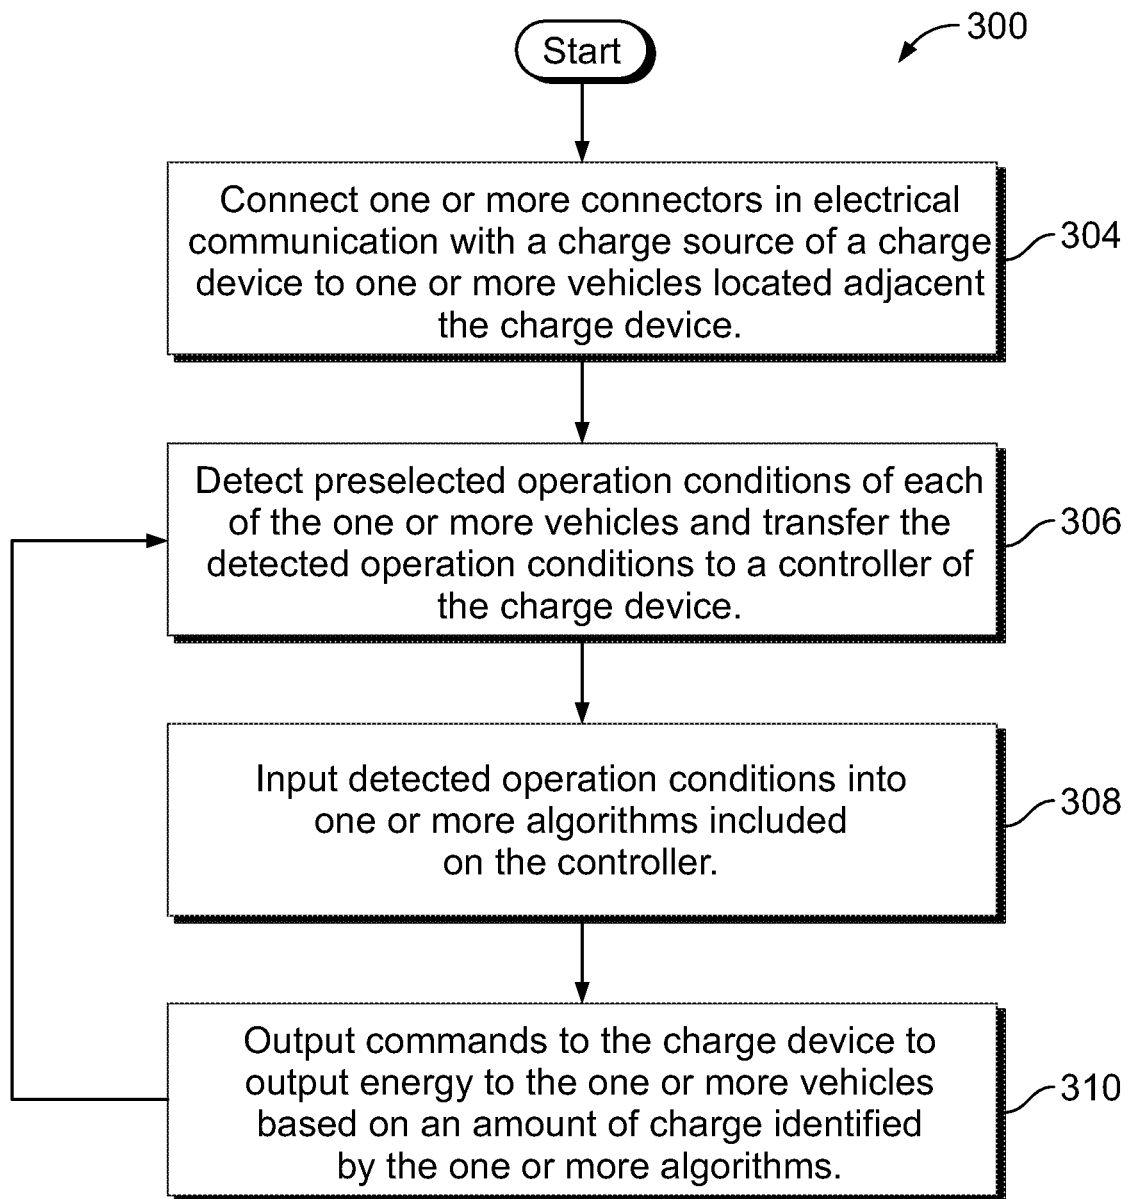 300
Start
Connect one or more connectors in electrical
communication with a charge source of a charge
device to one or more vehicles located adjacent
the charge device.
304
Detect preselected operation conditions of each
of the one or more vehicles and transfer the
detected operation conditions to a controller of
the charge device.
306
Input detected operation conditions into
one or more algorithms included
on the controller.
308
Output commands to the charge device to
output energy to the one or more vehicles
based on an amount of charge identified
by the one or more algorithms.
310